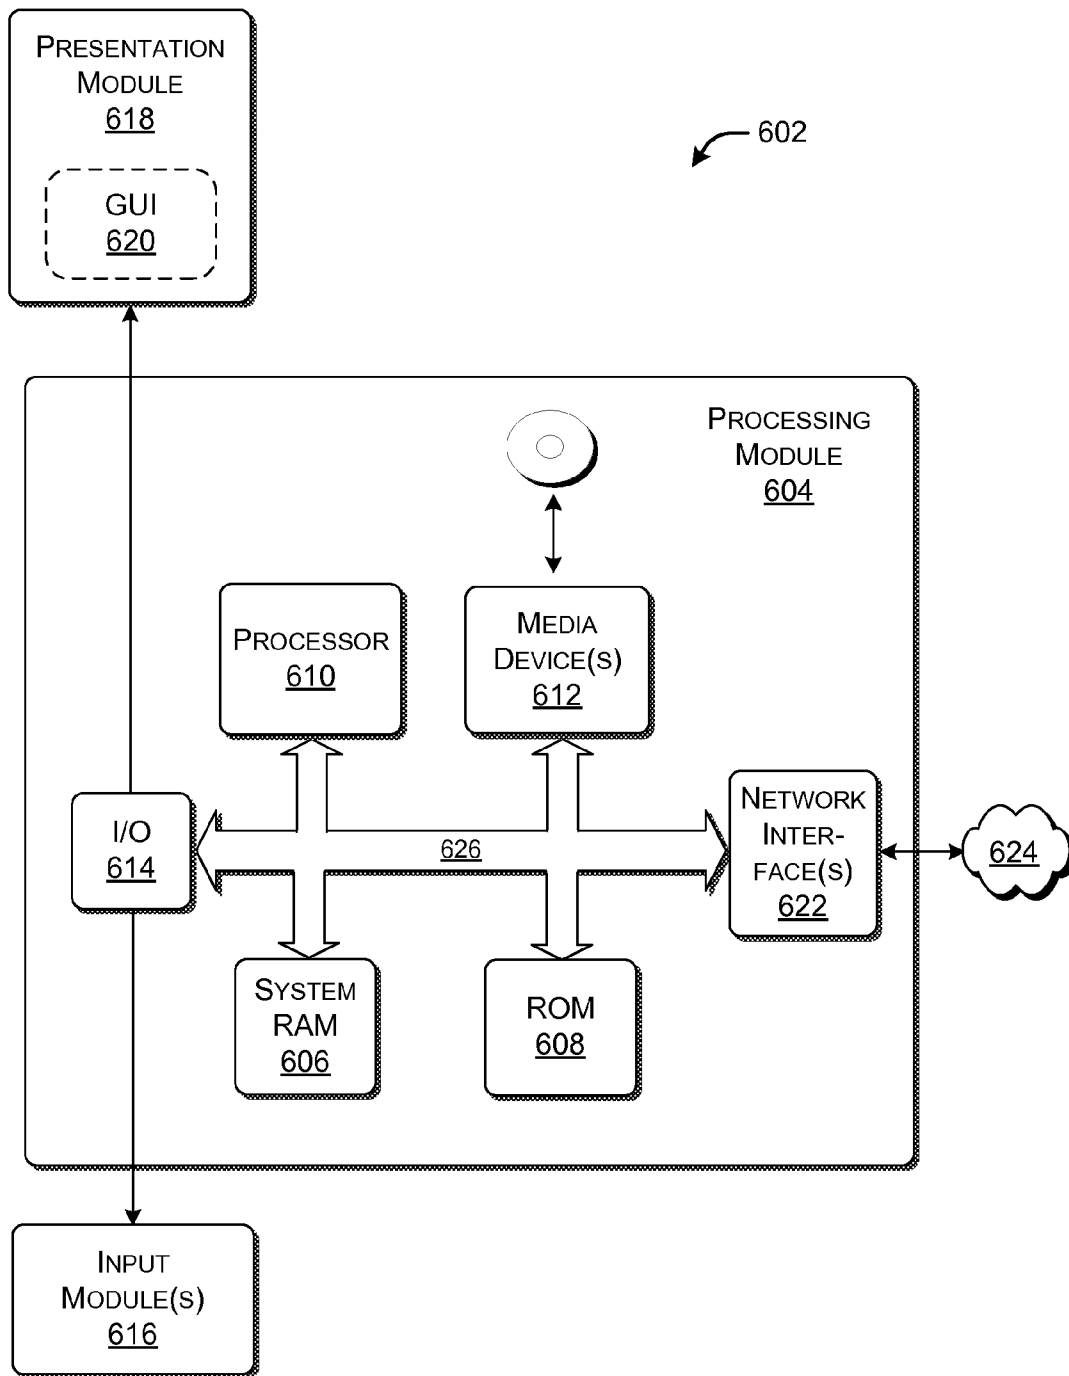 PRESENTATION
MODULE
618
GUI
620
602
PROCESSING
MODULE
604
PROCESSOR
610
MEDIA
DEVICE(S)
612
I/O
614
626
NETWORK
INTER-
FACE(S)
622
624
SYSTEM
RAM
606
ROM
608
INPUT
MODULE(S)
616